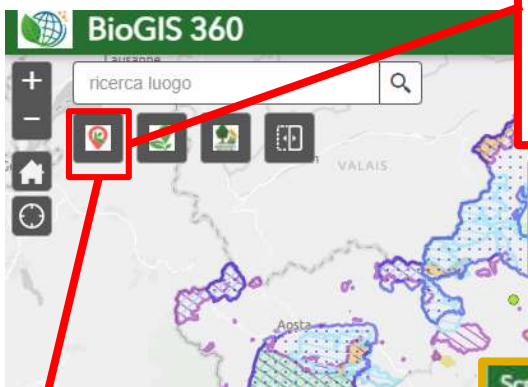 BioGIS 360
Lausanne
ricerca luogo
VALAIS
Aosta